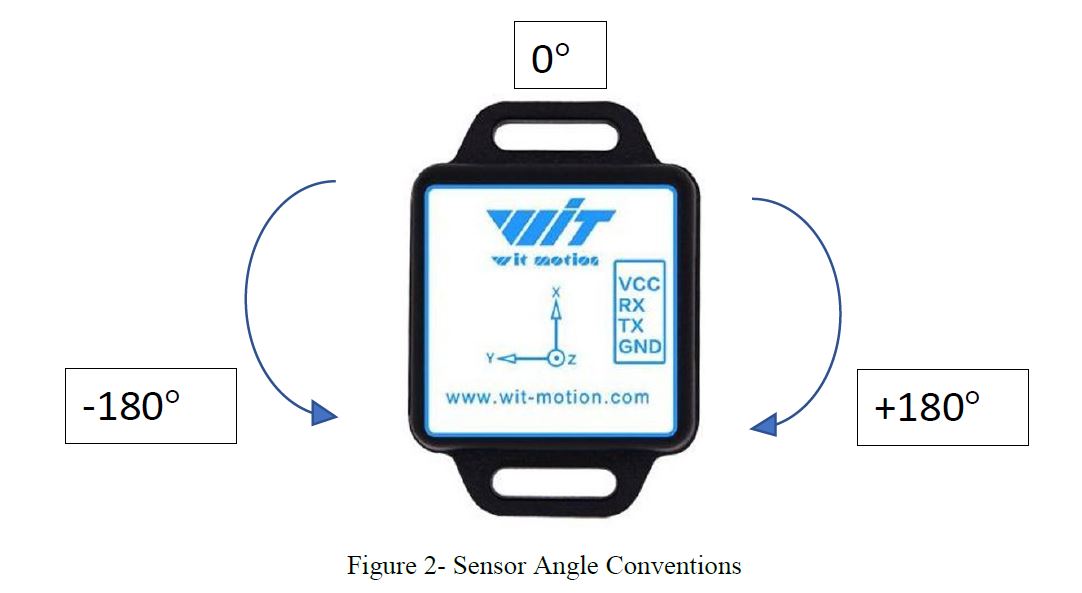 0°
WIT
wit motion
VCC
RX
TX
GND
X
Y
Z
www.wit-motion.com
-180°
+180°
Figure 2- Sensor Angle Conventions